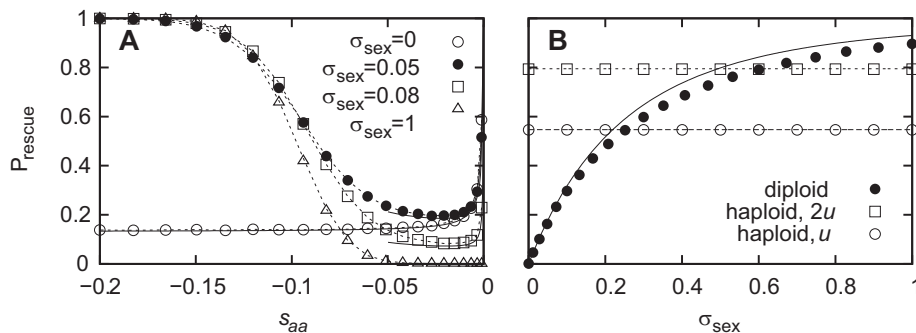 A
B
P_rescue
1
0.8
0.6
0.4
0.2
0
σ_sex=0
σ_sex=0.05
σ_sex=0.08
σ_sex=1
−0.2 −0.15 −0.1 −0.05 0
s_aa
diploid
haploid, 2u
haploid, u
0 0.2 0.4 0.6 0.8 1
σ_sex